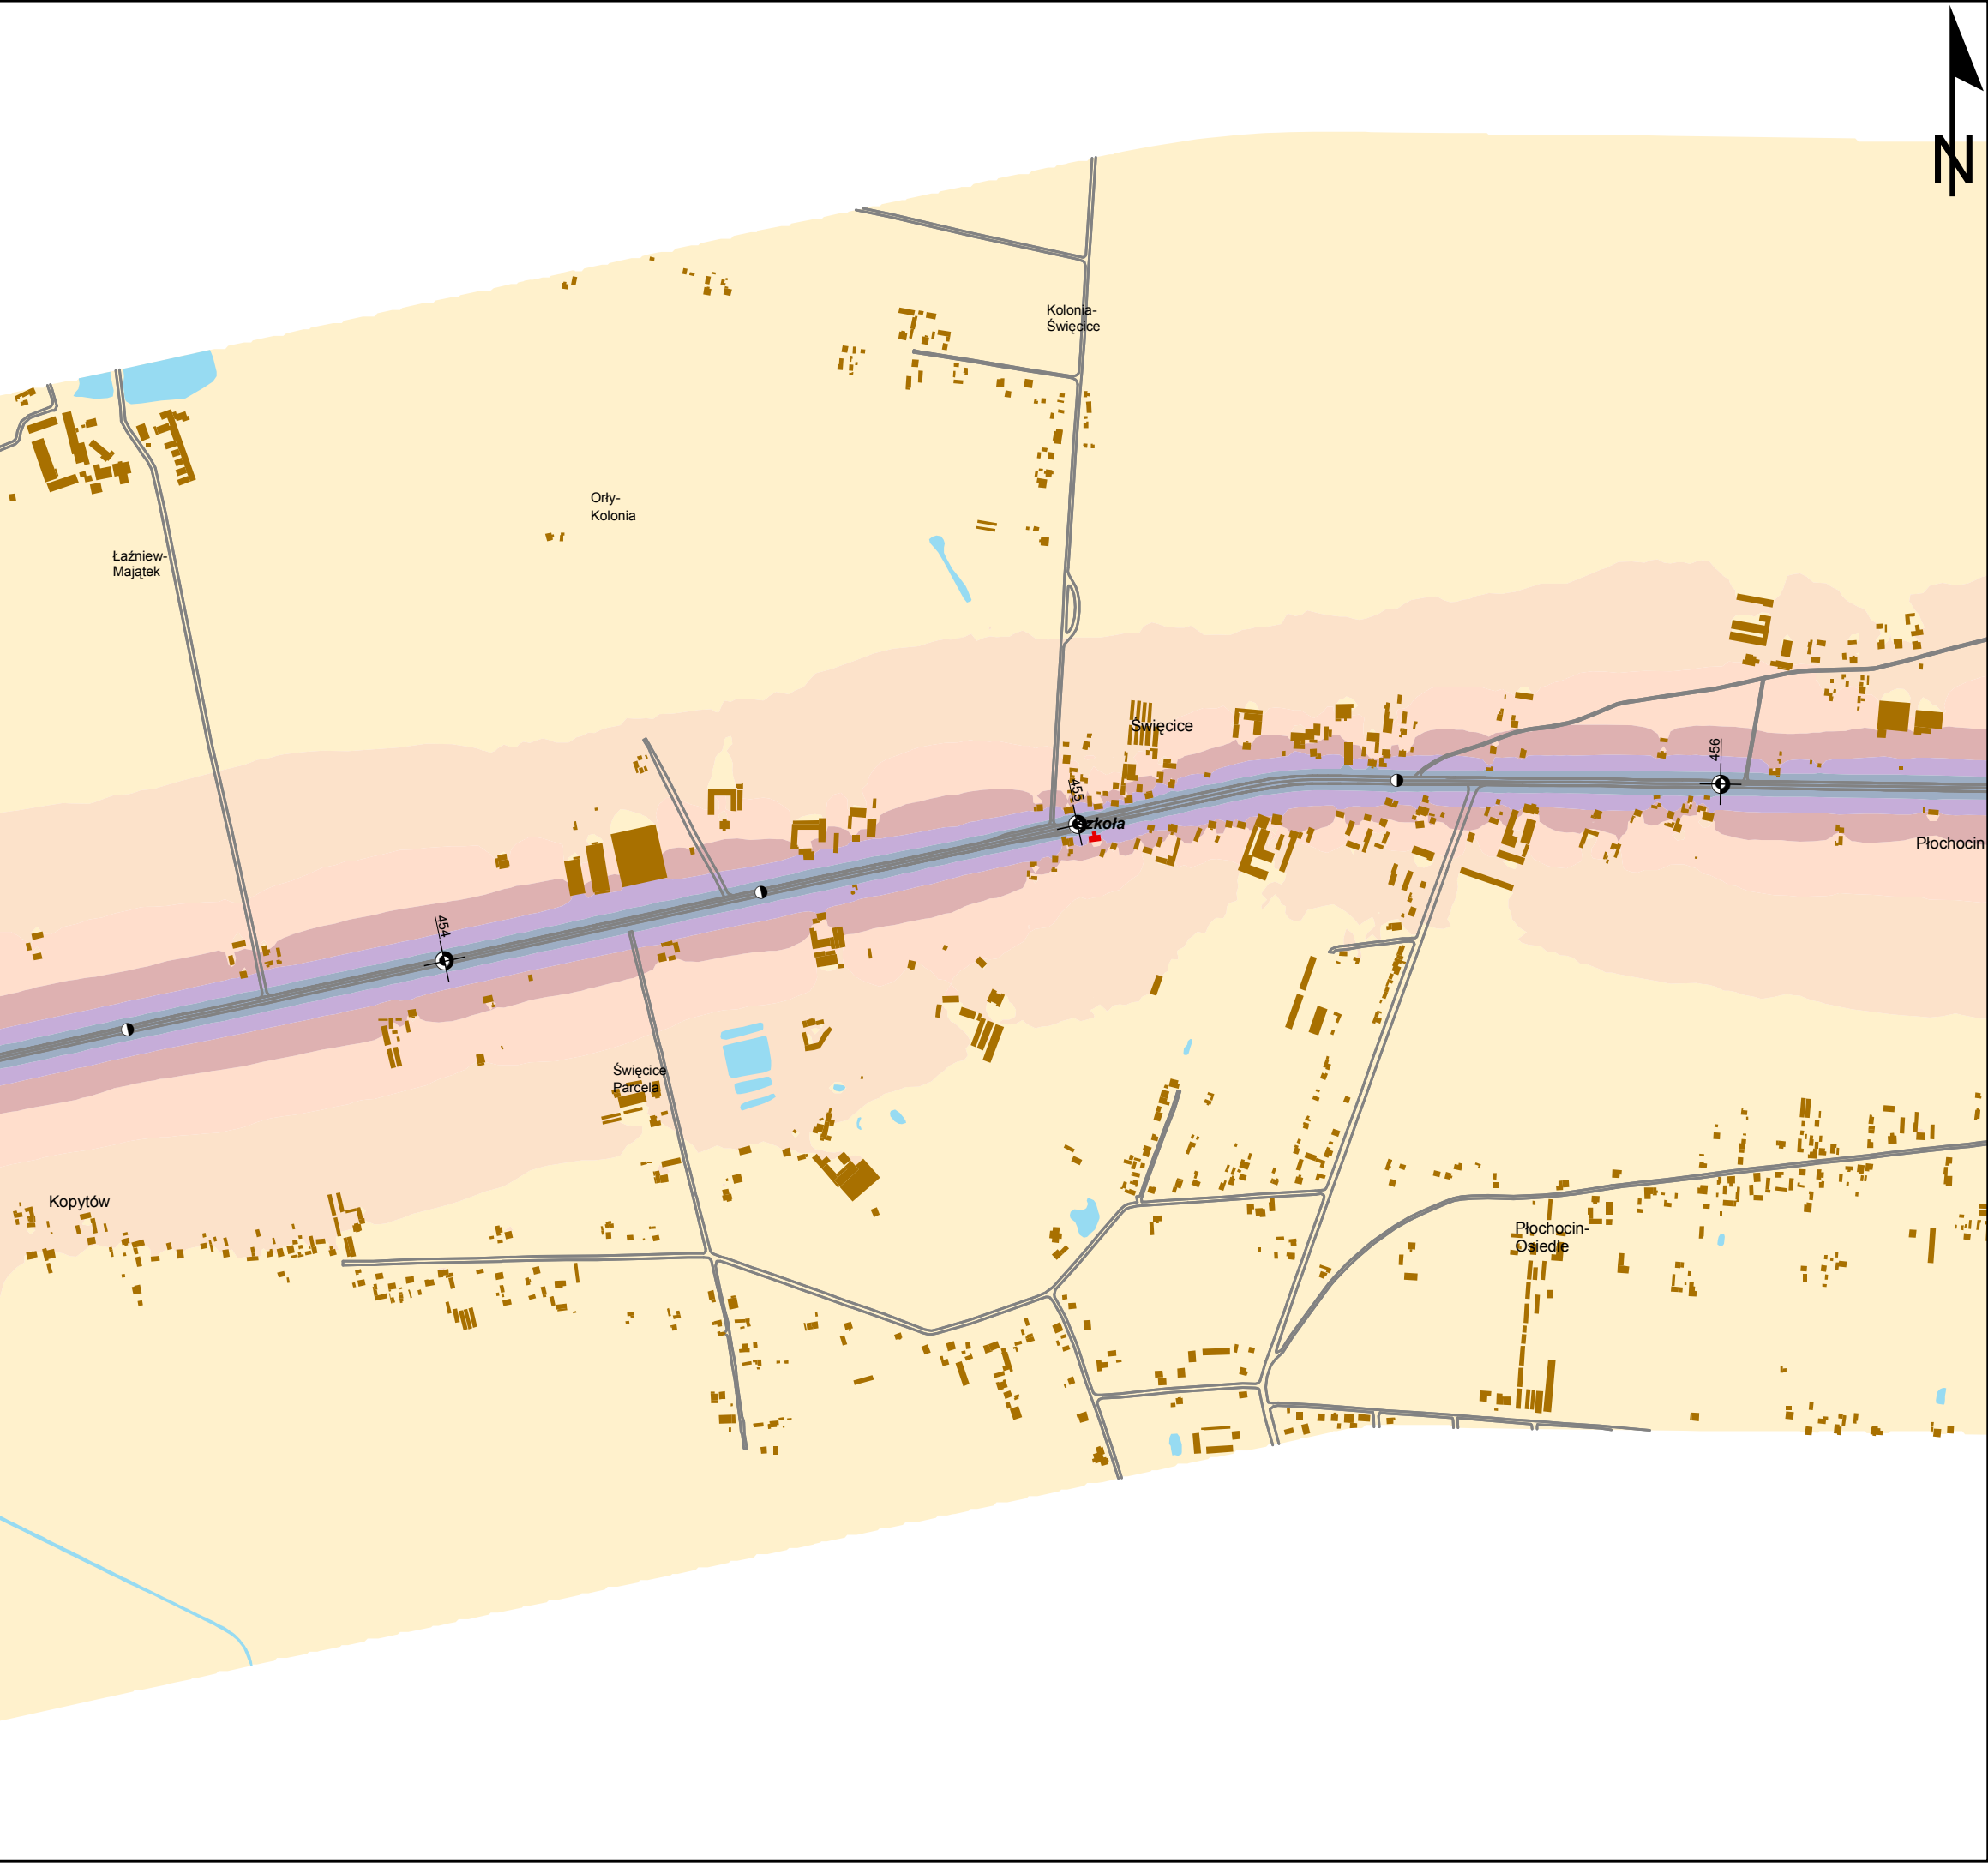 N
Kolonia-
Święcice
Orły-
Kolonia
Łaźniew-
Majątek
Święcice
456
455
szkoła
Płochocin
454
Święcice
Parcela
Kopytów
Płochocin-
Osiedle